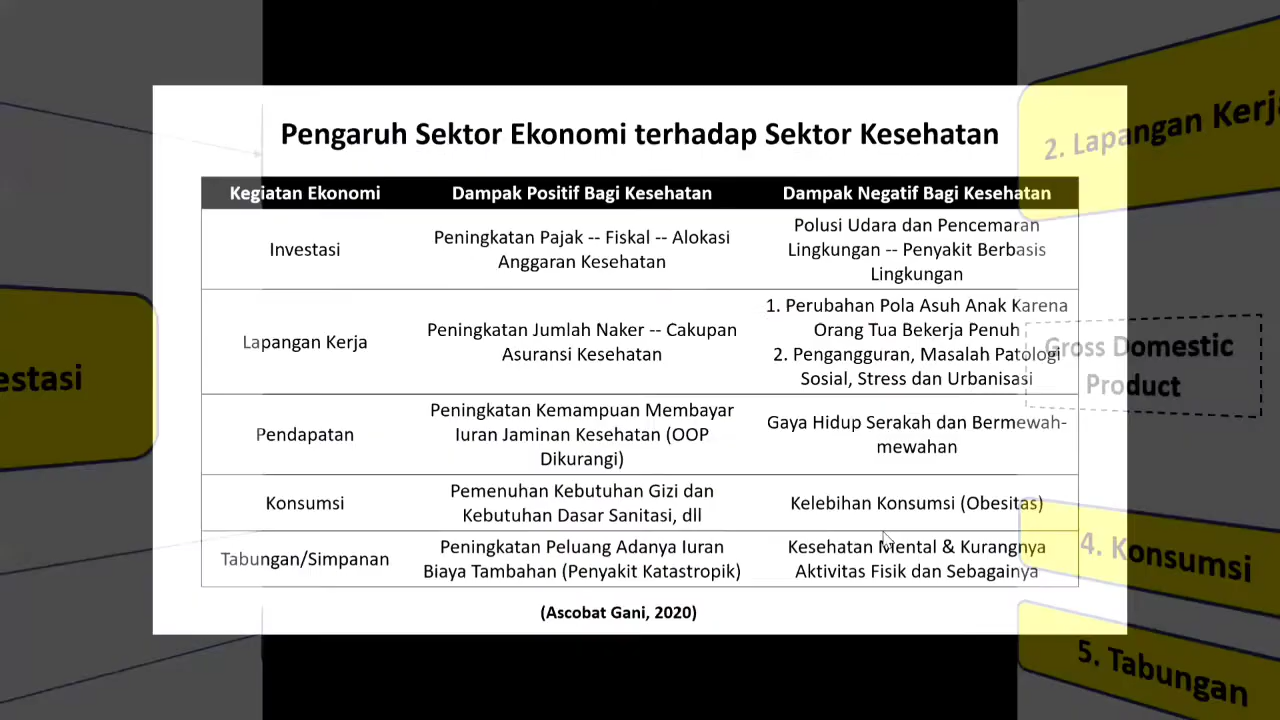 Pengaruh Sektor Ekonomi terhadap Sektor Kesehatan
Kegiatan Ekonomi
Dampak Positif Bagi Kesehatan
Dampak Negatif Bagi Kesehatan
Investasi
Peningkatan Pajak -- Fiskal -- Alokasi
Anggaran Kesehatan
Polusi Udara dan Pencemaran
Lingkungan -- Penyakit Berbasis
Lingkungan
Lapangan Kerja
Peningkatan Jumlah Naker -- Cakupan
Asuransi Kesehatan
1. Perubahan Pola Asuh Anak Karena
Orang Tua Bekerja Penuh
2. Pengangguran, Masalah Patologi
Sosial, Stress dan Urbanisasi
Pendapatan
Peningkatan Kemampuan Membayar
Iuran Jaminan Kesehatan (OOP
Dikurangi)
Gaya Hidup Serakah dan Bermewah-
mewahan
Konsumsi
Pemenuhan Kebutuhan Gizi dan
Kebutuhan Dasar Sanitasi, dll
Kelebihan Konsumsi (Obesitas)
Tabungan/Simpanan
Peningkatan Peluang Adanya Iuran
Biaya Tambahan (Penyakit Katastropik)
Kesehatan Mental & Kurangnya
Aktivitas Fisik dan Sebagainya
(Ascobat Gani, 2020)
estasi
2. Lapangan Kerja
Gross Domestic
Product
4. Konsumsi
5. Tabungan